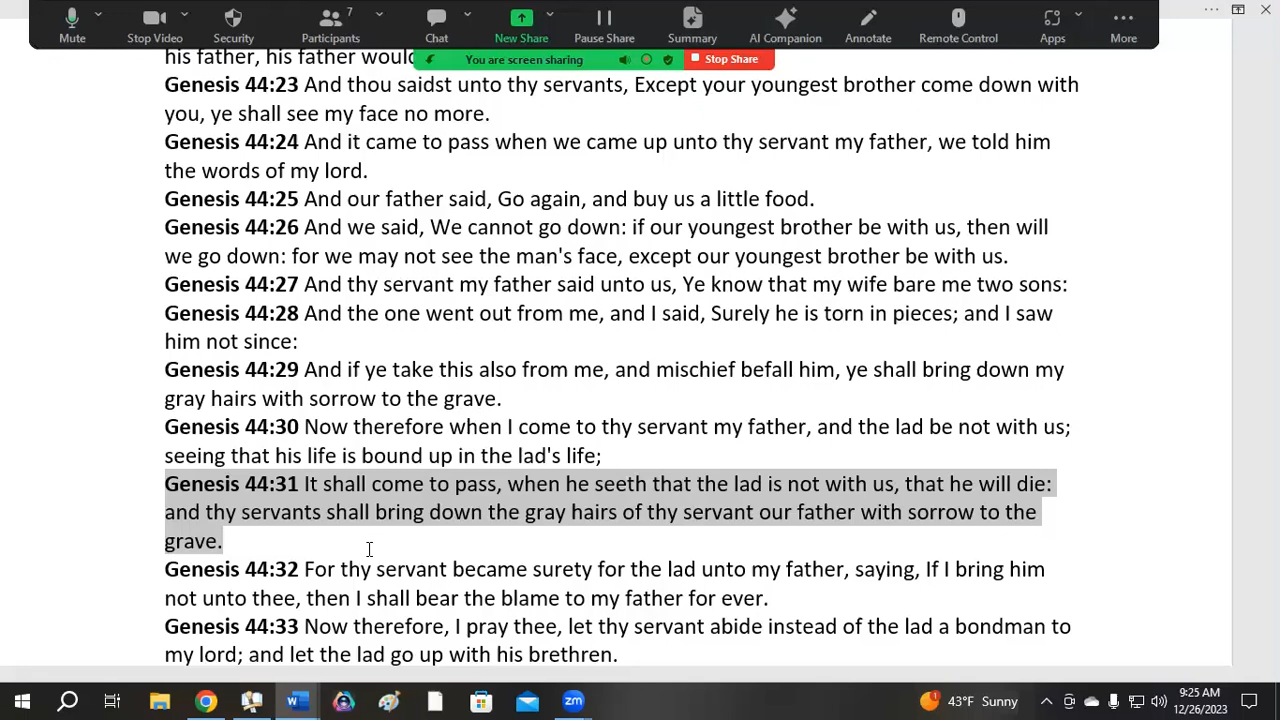 7
Mute
Stop Video
Security
Participants
Chat
New Share
Pause Share
Summary
AI Companion
Annotate
Remote Control
Apps
More
You are screen sharing
Stop Share
his father, his father would
Genesis 44:23 And thou saidst unto thy servants, Except your youngest brother come down with
you, ye shall see my face no more.
Genesis 44:24 And it came to pass when we came up unto thy servant my father, we told him
the words of my lord.
Genesis 44:25 And our father said, Go again, and buy us a little food.
Genesis 44:26 And we said, We cannot go down: if our youngest brother be with us, then will
we go down: for we may not see the man's face, except our youngest brother be with us.
Genesis 44:27 And thy servant my father said unto us, Ye know that my wife bare me two sons:
Genesis 44:28 And the one went out from me, and I said, Surely he is torn in pieces; and I saw
him not since:
Genesis 44:29 And if ye take this also from me, and mischief befall him, ye shall bring down my
gray hairs with sorrow to the grave.
Genesis 44:30 Now therefore when I come to thy servant my father, and the lad be not with us;
seeing that his life is bound up in the lad's life;
Genesis 44:31 It shall come to pass, when he seeth that the lad is not with us, that he will die:
and thy servants shall bring down the gray hairs of thy servant our father with sorrow to the
grave.
Genesis 44:32 For thy servant became surety for the lad unto my father, saying, If I bring him
not unto thee, then I shall bear the blame to my father for ever.
Genesis 44:33 Now therefore, I pray thee, let thy servant abide instead of the lad a bondman to
my lord; and let the lad go up with his brethren.
W
zm
1
43°F Sunny
9:25 AM
12/26/2023